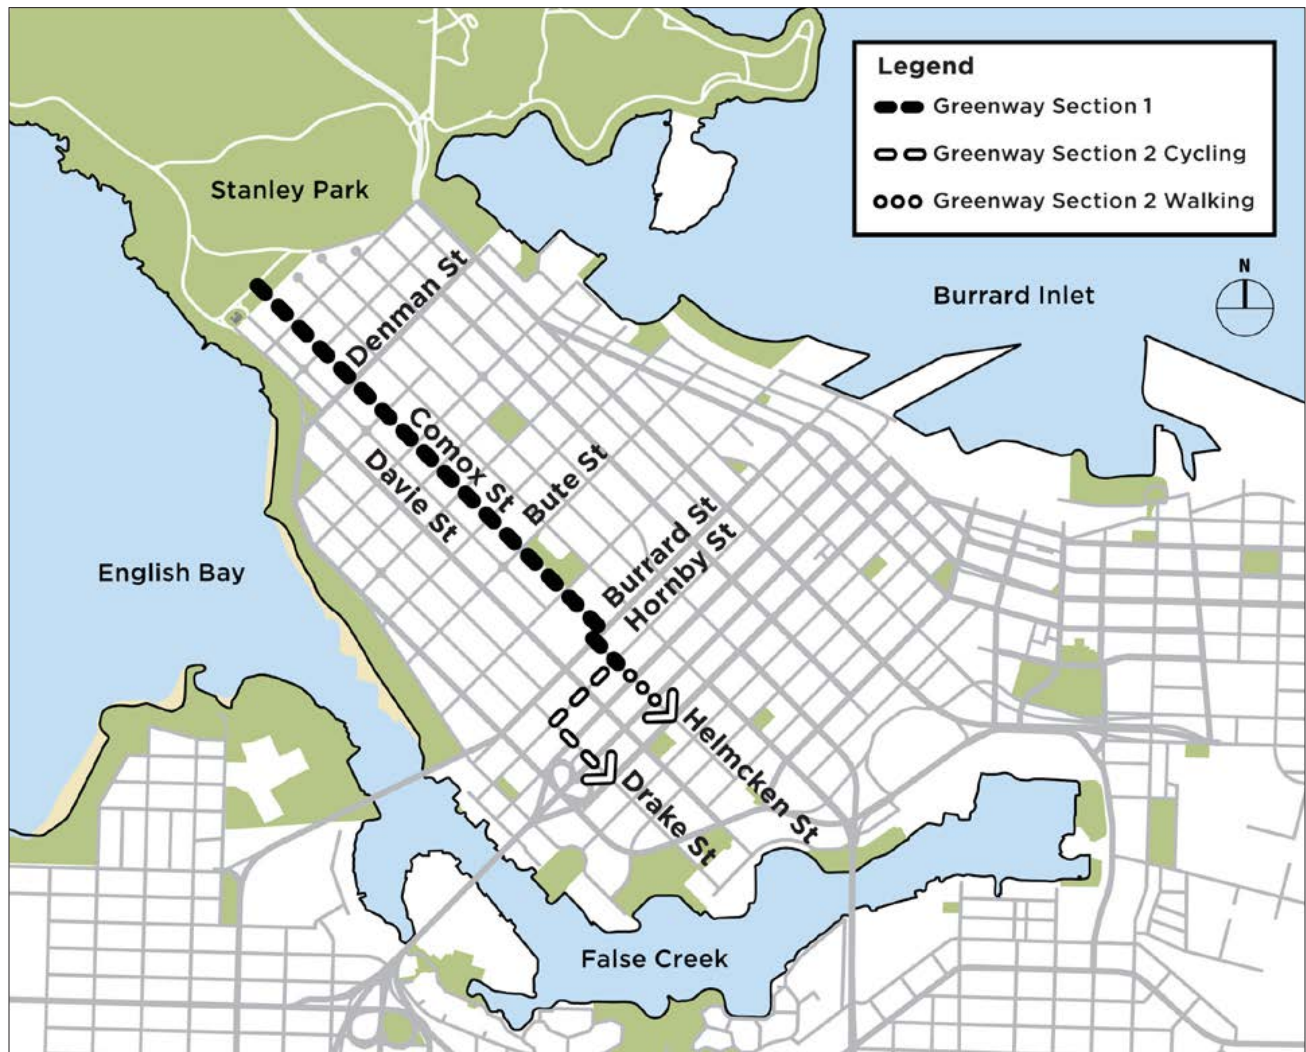 Legend
Greenway Section 1
Greenway Section 2 Cycling
Greenway Section 2 Walking
Stanley Park
N
Burrard Inlet
Denman St
Comox St
Davie St
Bute St
Burrard St
Hornby St
English Bay
Helmcken St
Drake St
False Creek